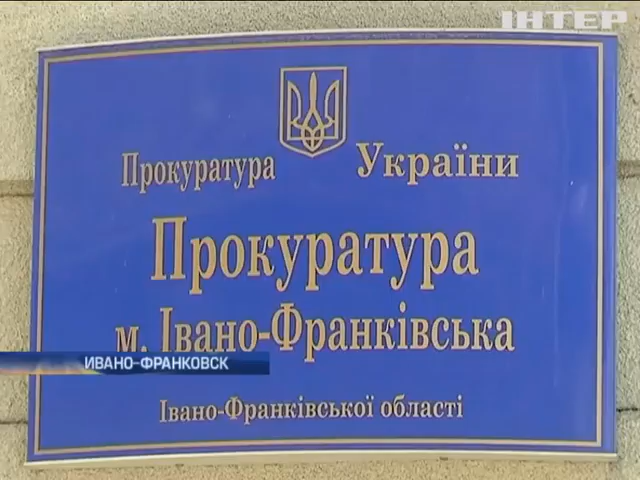 ІНТЕР
Прокуратура України
Прокуратура
м. Івано-Франківська
ИВАНО-ФРАНКОВСК
Івано-Франківської області